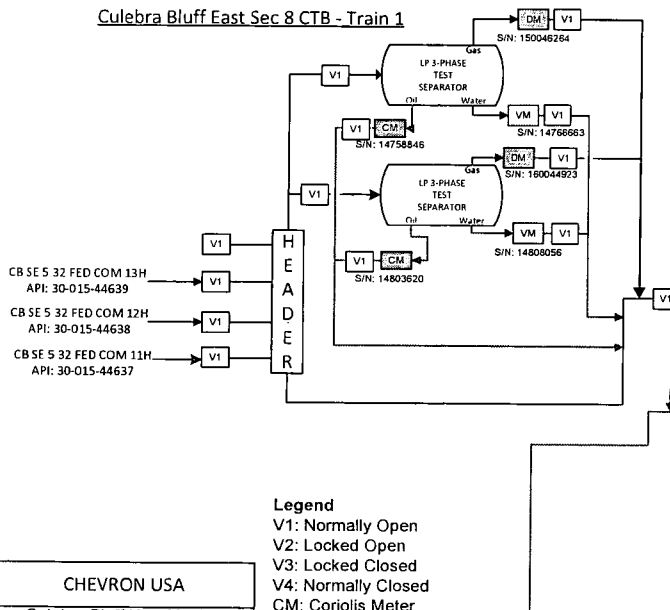 Culebra Bluff East Sec 8 CTB - Train 1
DM
V1
Gas
S/N: 150046264
V1
LP 3-PHASE
TEST
SEPARATOR
Oil
Water
VM
V1
S/N: 14766663
V1
CM
S/N: 14758846
Gas
DM
V1
S/N: 160044923
V1
LP 3-PHASE
TEST
SEPARATOR
Oil
Water
VM
V1
S/N: 14808056
V1
CM
S/N: 14803620
V1
HEADER
CB SE 5 32 FED COM 13H
API: 30-015-44639
V1
CB SE 5 32 FED COM 12H
API: 30-015-44638
V1
CB SE 5 32 FED COM 11H
API: 30-015-44637
V1
V1
Legend
V1: Normally Open
V2: Locked Open
V3: Locked Closed
V4: Normally Closed
CM: Coriolis Meter
CHEVRON USA